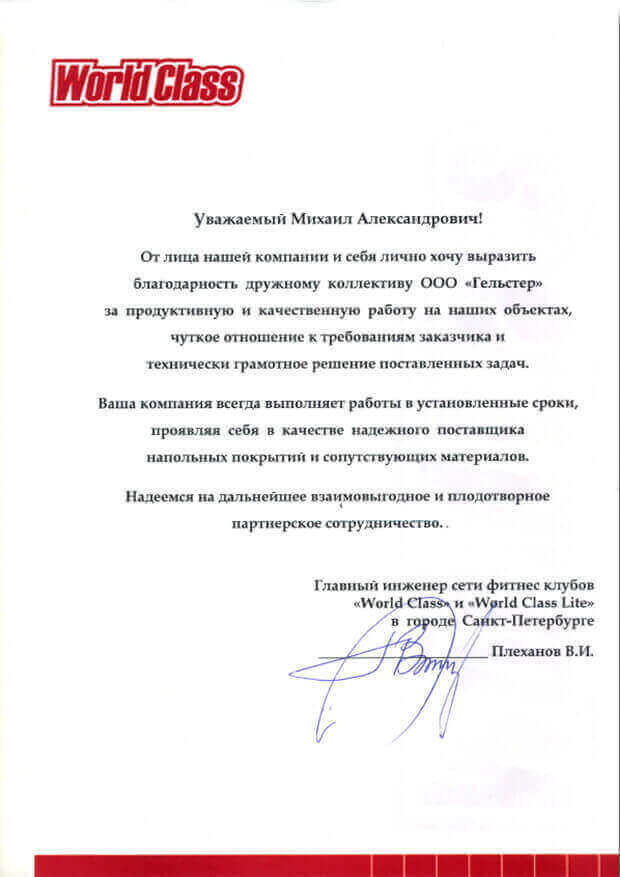 World Class
Уважаемый Михаил Александрович!
От лица нашей компании и себя лично хочу выразить
благодарность дружному коллективу ООО «Гельстер»
за продуктивную и качественную работу на наших объектах,
чуткое отношение к требованиям заказчика и
технически грамотное решение поставленных задач.
Ваша компания всегда выполняет работы в установленные сроки,
проявляя себя в качестве надежного поставщика
напольных покрытий и сопутствующих материалов.
Надеемся на дальнейшее взаимовыгодное и плодотворное
партнерское сотрудничество. .
Главный инженер сети фитнес клубов
«World Class» и «World Class Lite»
в городе Санкт-Петербурге
Плеханов В.И.